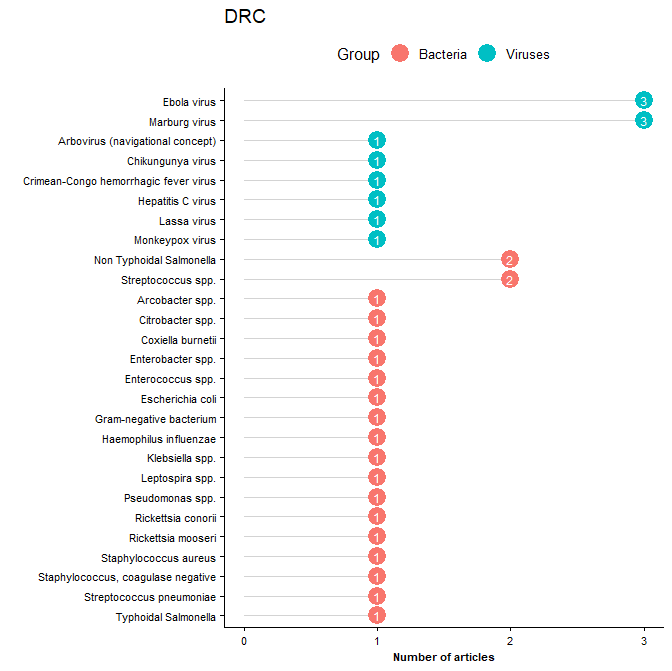 DRC
Group Bacteria Viruses
Ebola virus 3
Marburg virus 3
Arbovirus (navigational concept) 1
Chikungunya virus 1
Crimean-Congo hemorrhagic fever virus 1
Hepatitis C virus 1
Lassa virus 1
Monkeypox virus 1
Non Typhoidal Salmonella 2
Streptococcus spp. 2
Arcobacter spp. 1
Citrobacter spp. 1
Coxiella burnetii 1
Enterobacter spp. 1
Enterococcus spp. 1
Escherichia coli 1
Gram-negative bacterium 1
Haemophilus influenzae 1
Klebsiella spp. 1
Leptospira spp. 1
Pseudomonas spp. 1
Rickettsia conorii 1
Rickettsia mooseri 1
Staphylococcus aureus 1
Staphylococcus, coagulase negative 1
Streptococcus pneumoniae 1
Typhoidal Salmonella 1
0 1 2 3
Number of articles